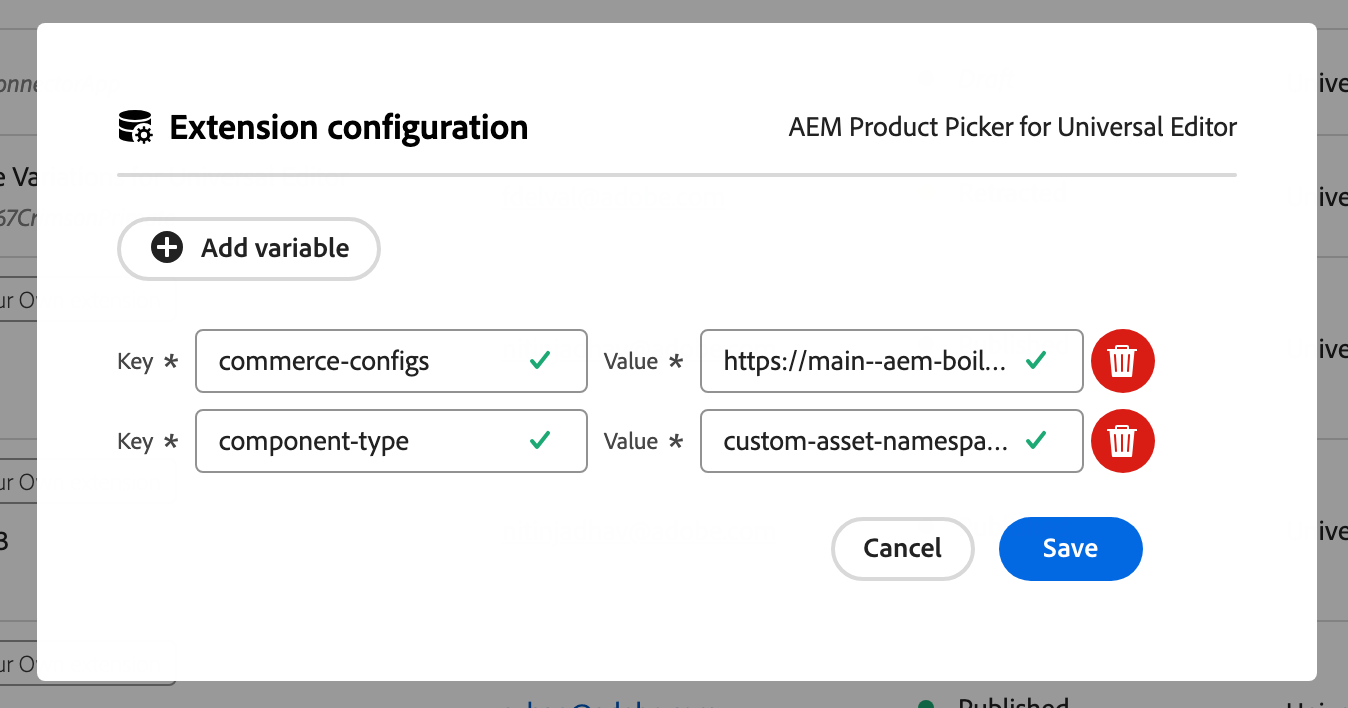 Extension configuration
AEM Product Picker for Universal Editor
Add variable
Key * commerce-configs Value * https://main--aem-boil...
Key * component-type Value * custom-asset-namespa...
Cancel Save
Published